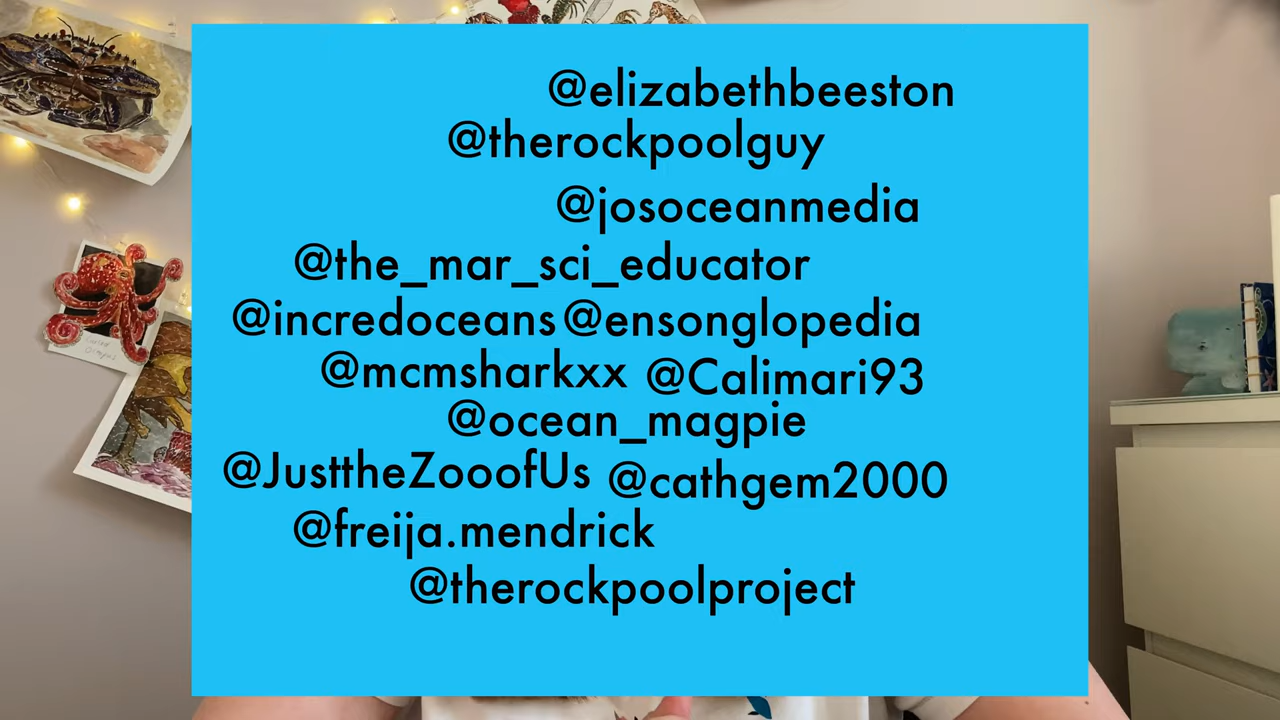 @elizabethbeeston
@therockpoolguy
@josoceanmedia
@the_mar_sci_educator
@incredoceans @ensonglopedia
@mcmsharkxx @Calimari93
@ocean_magpie
@JusttheZooofUs @cathgem2000
@freija.mendrick
@therockpoolproject